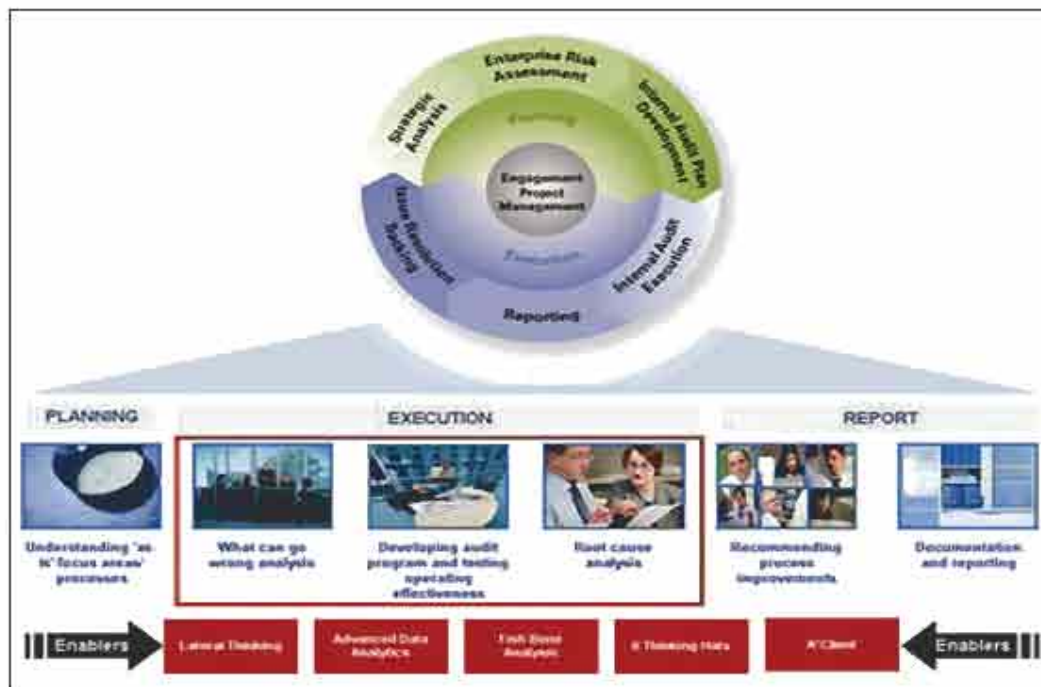 Enterprise Risk
Assessment
Strategic
Analysis
Internal Audit Plan
Development
Planning
Engagement
Project
Management
Execution
Issue Resolution
Tracking
Internal Audit
Execution
Reporting
PLANNING
EXECUTION
REPORT
Understanding 'as
is' focus areas'
processes
What can go
wrong analysis
Developing audit
program and testing
operating
effectiveness
Root cause
analysis
Recommending
process
improvements
Documentation
and reporting
Enablers
Lateral Thinking
Advanced Data
Analytics
Fish Bone
Analysis
6 Thinking Hats
Client
Enablers